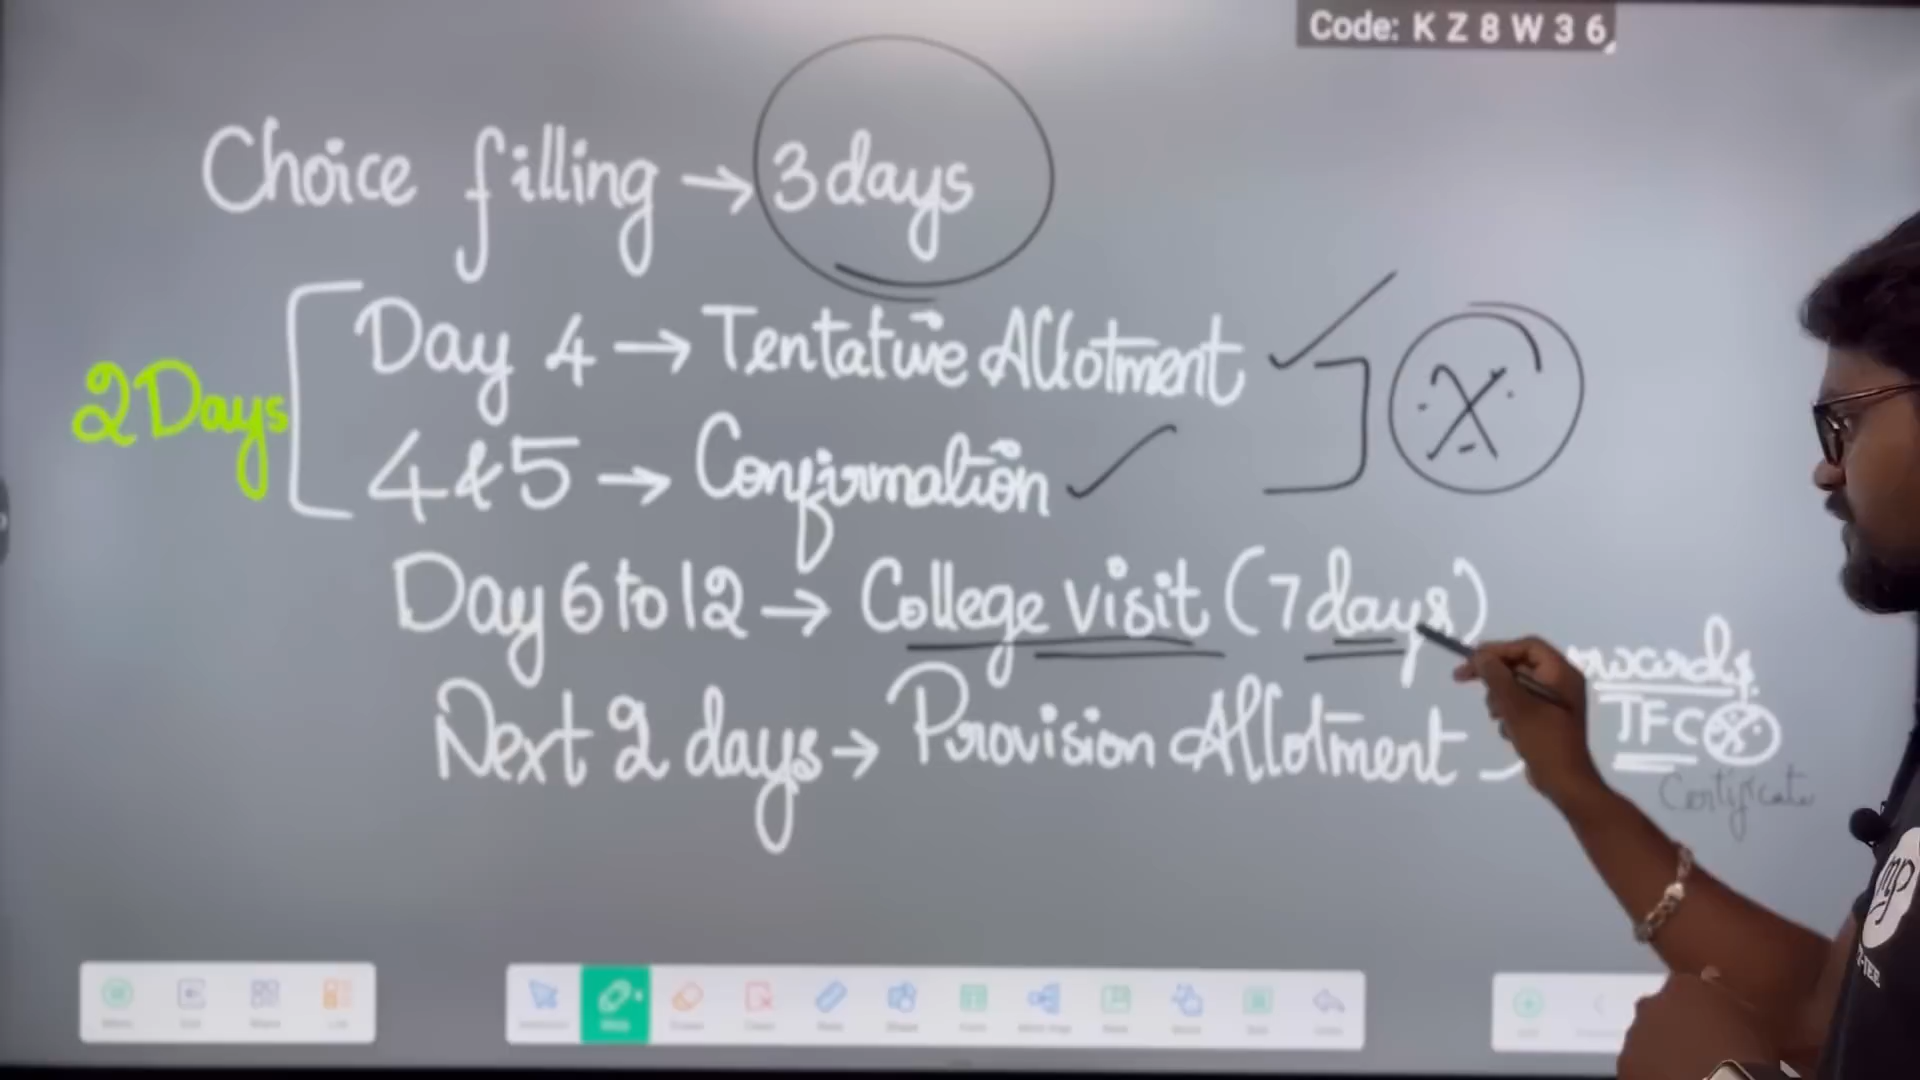 Code: K Z 8 W 3 6
Choice filling → 3 days
2 Days
Day 4 → Tentative Allotment
4 & 5 → Confirmation
Day 6 to 12 → College visit (7 days)
Next 2 days → Provision Allotment
TFC
Certificate